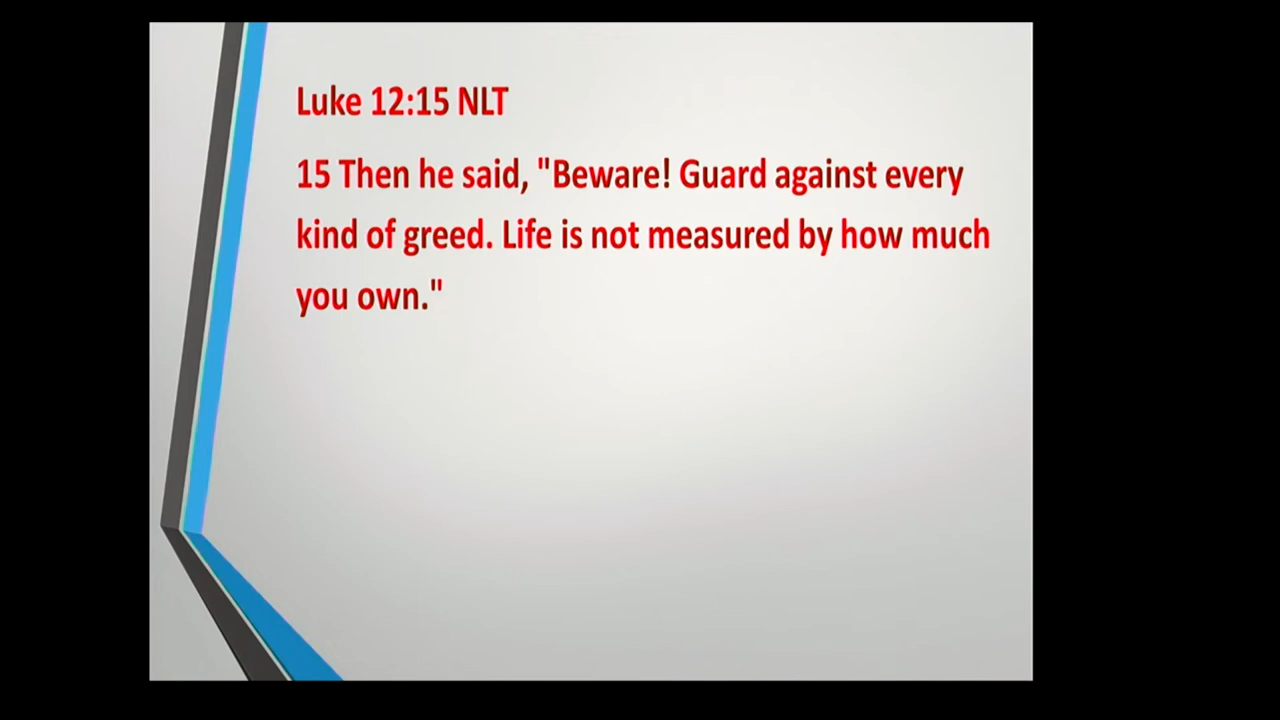 Luke 12:15 NLT
15 Then he said, "Beware! Guard against every
kind of greed. Life is not measured by how much
you own."